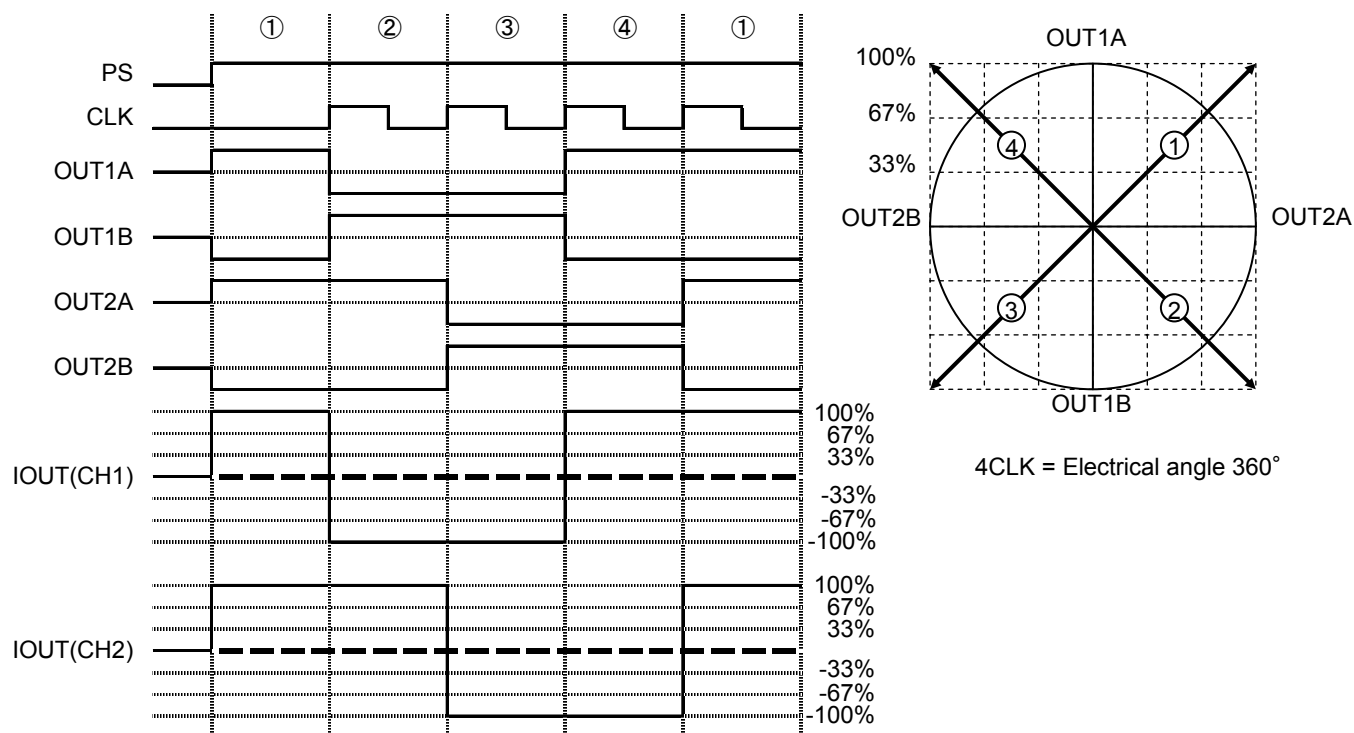 ① ② ③ ④ ①
PS
CLK
OUT1A
OUT1B
OUT2A
OUT2B
IOUT(CH1)
100%
67%
33%
-33%
-67%
-100%
IOUT(CH2)
100%
67%
33%
-33%
-67%
-100%
OUT1A
100%
67%
33%
④ ①
OUT2B OUT2A
③ ②
OUT1B
4CLK = Electrical angle 360°